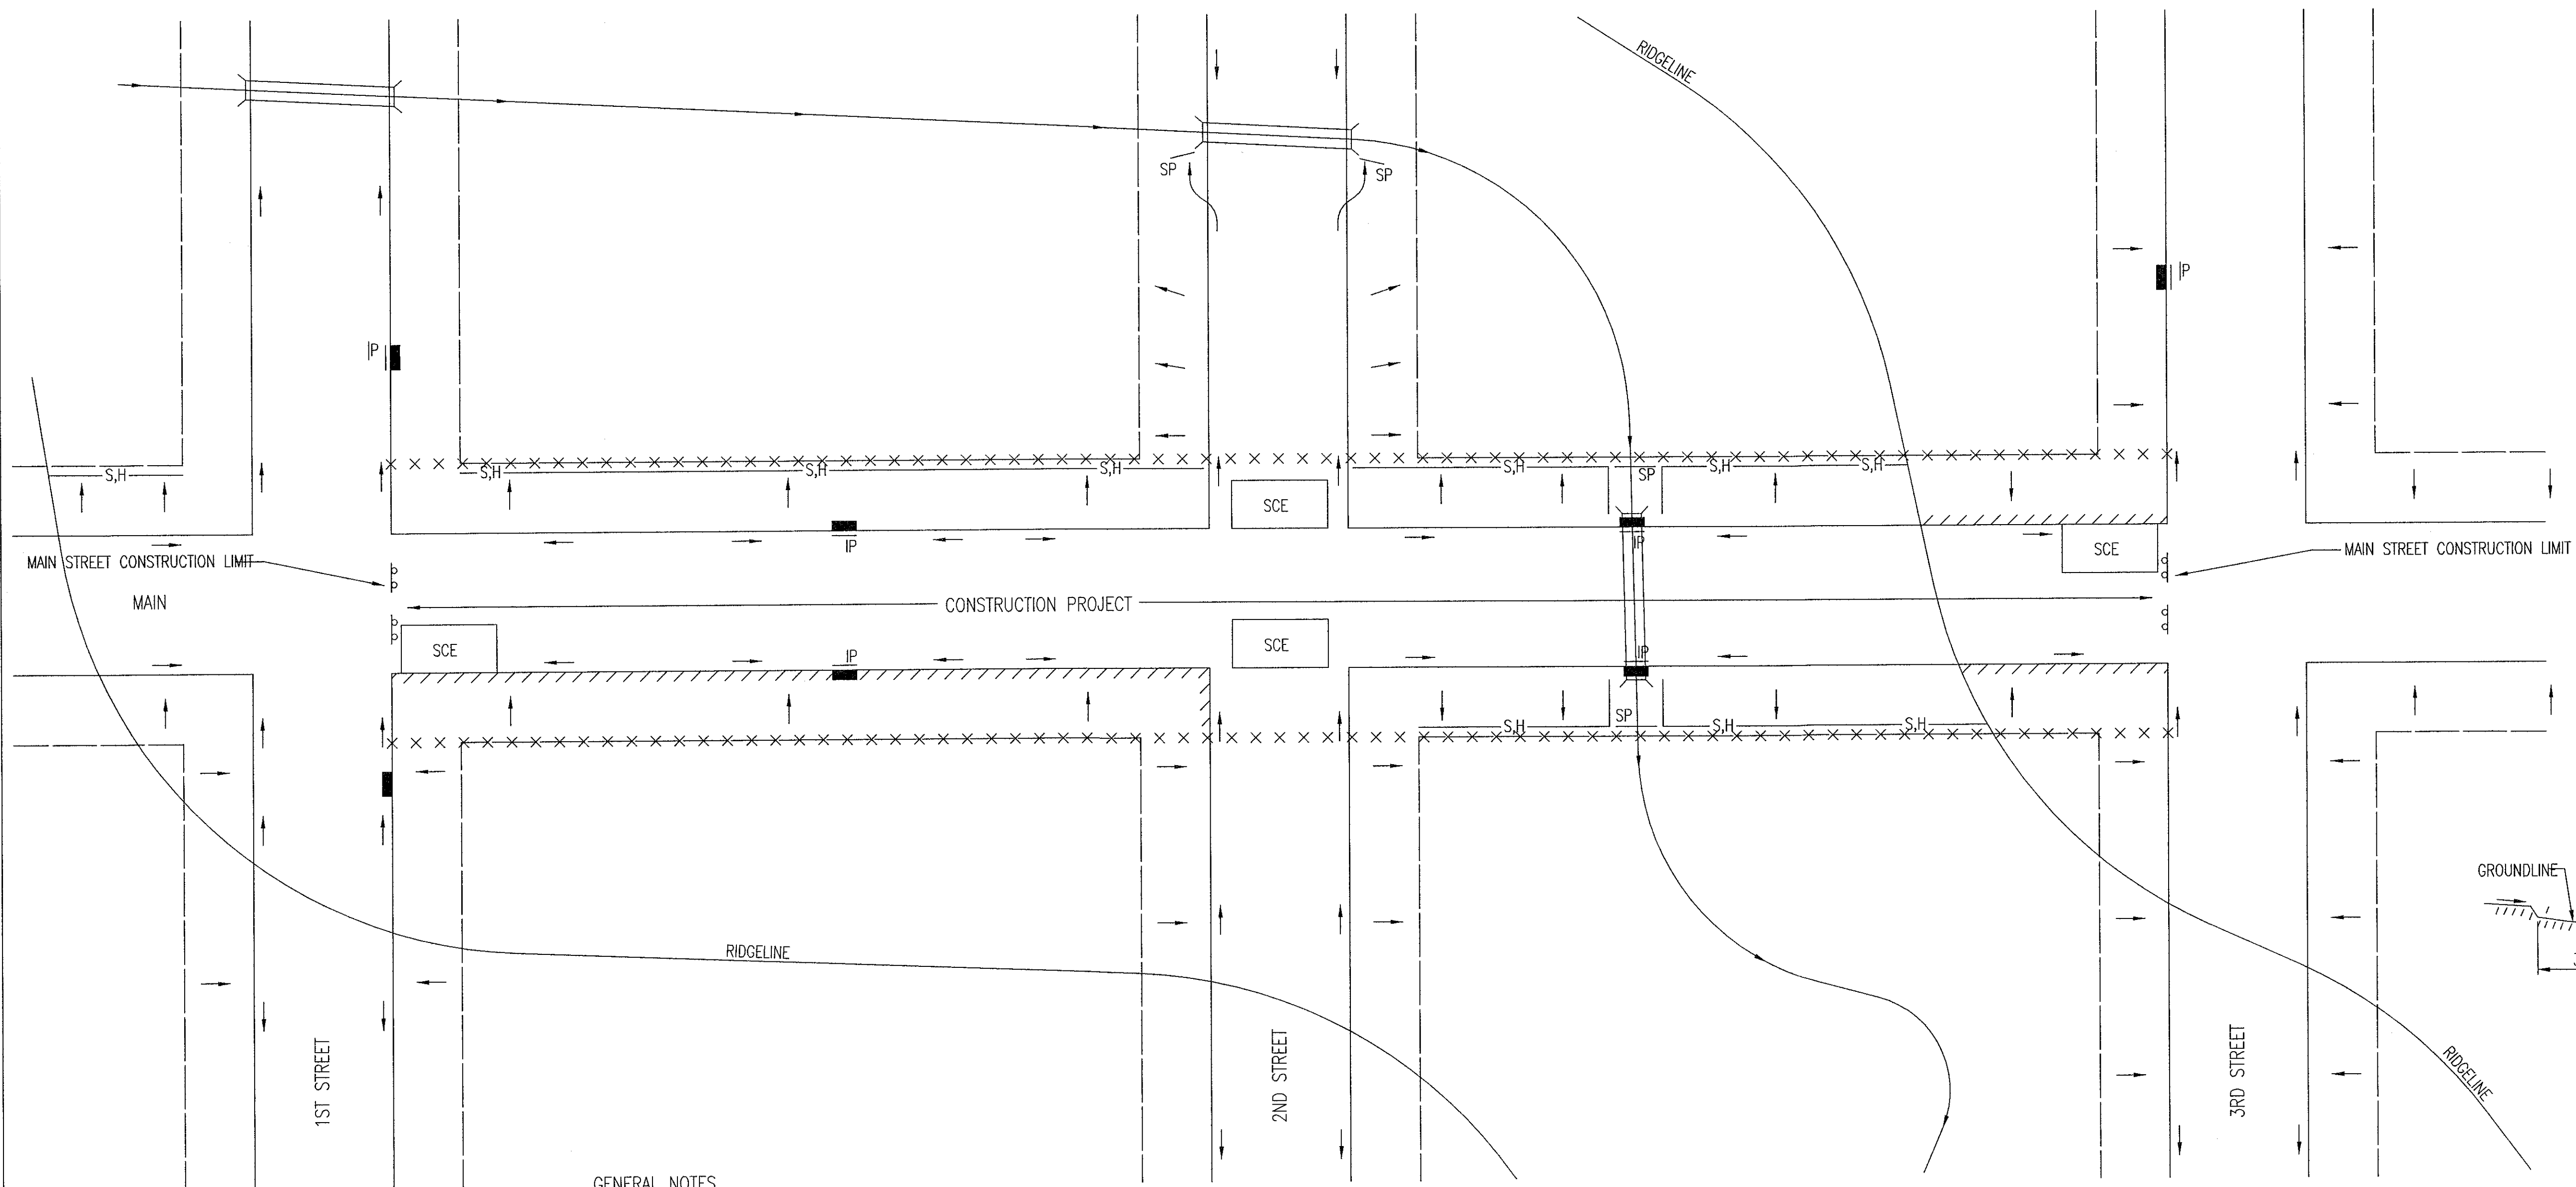 RIDGELINE
SP
SP
IP
IP
S,H
S,H
S,H
S,H
S,H
SP
S,H
S,H
SCE
IP
IP
SCE
MAIN STREET CONSTRUCTION LIMIT
MAIN STREET CONSTRUCTION LIMIT
MAIN
CONSTRUCTION PROJECT
SCE
SCE
IP
IP
SP
S,H
S,H
S,H
GROUNDLINE
RIDGELINE
1ST STREET
2ND STREET
3RD STREET
RIDGELINE
GENERAL NOTES